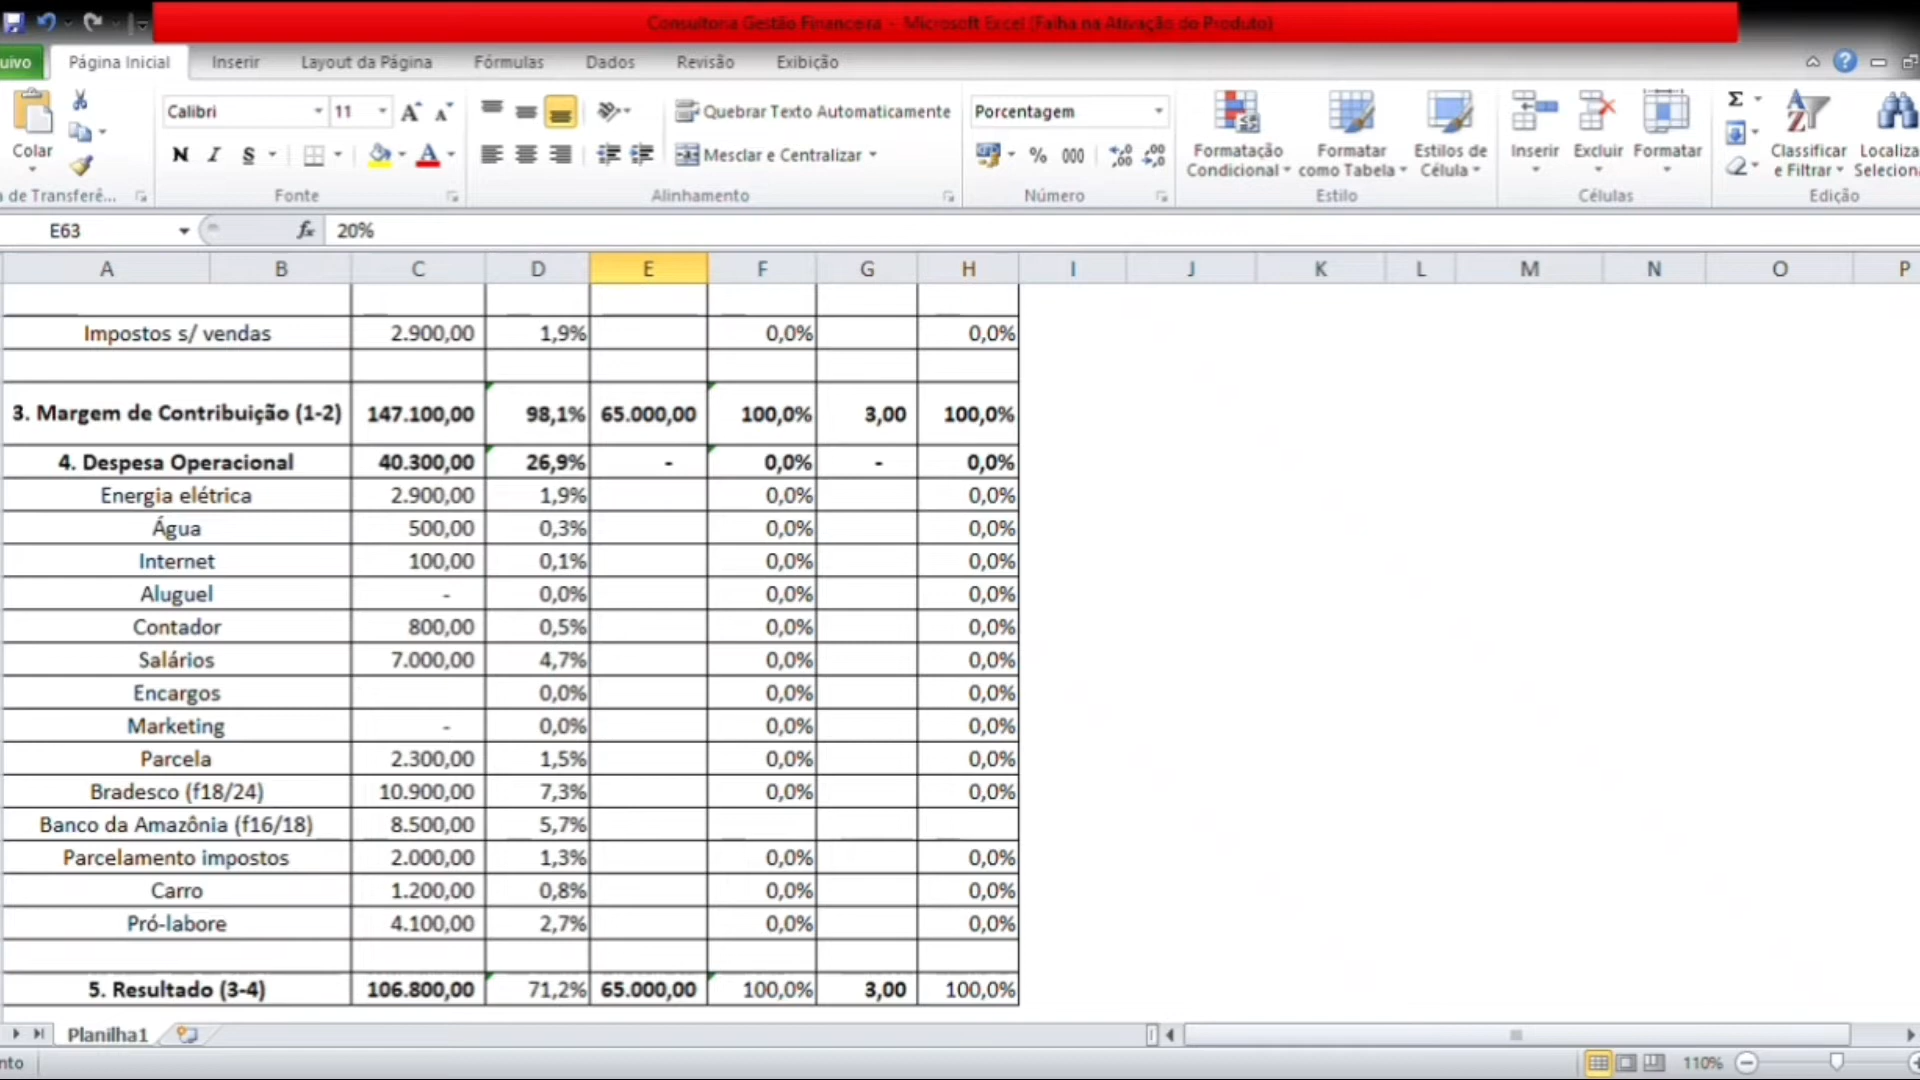 Consultoria Gestão Financeira - Microsoft Excel (Falha na Ativação do Produto)
uivo Página Inicial Inserir Layout da Página Fórmulas Dados Revisão Exibição
Calibri 11 Quebrar Texto Automaticamente Porcentagem
Colar N I S Mesclar e Centralizar % 000 Formatação Condicional Formatar como Tabela Estilos de Célula Inserir Excluir Formatar Σ Classificar e Filtrar Localiza Selecion
de Transferê... Fonte Alinhamento Número Estilo Células Edição
E63 fx 20%
A B C D E F G H I J K L M N O P
Impostos s/ vendas 2.900,00 1,9% 0,0% 0,0%
3. Margem de Contribuição (1-2) 147.100,00 98,1% 65.000,00 100,0% 3,00 100,0%
4. Despesa Operacional 40.300,00 26,9% - 0,0% - 0,0%
Energia elétrica 2.900,00 1,9% 0,0% 0,0%
Água 500,00 0,3% 0,0% 0,0%
Internet 100,00 0,1% 0,0% 0,0%
Aluguel - 0,0% 0,0% 0,0%
Contador 800,00 0,5% 0,0% 0,0%
Salários 7.000,00 4,7% 0,0% 0,0%
Encargos 0,0% 0,0% 0,0%
Marketing - 0,0% 0,0% 0,0%
Parcela 2.300,00 1,5% 0,0% 0,0%
Bradesco (f18/24) 10.900,00 7,3% 0,0% 0,0%
Banco da Amazônia (f16/18) 8.500,00 5,7%
Parcelamento impostos 2.000,00 1,3% 0,0% 0,0%
Carro 1.200,00 0,8% 0,0% 0,0%
Pró-labore 4.100,00 2,7% 0,0% 0,0%
5. Resultado (3-4) 106.800,00 71,2% 65.000,00 100,0% 3,00 100,0%
Planilha1
nto 110%